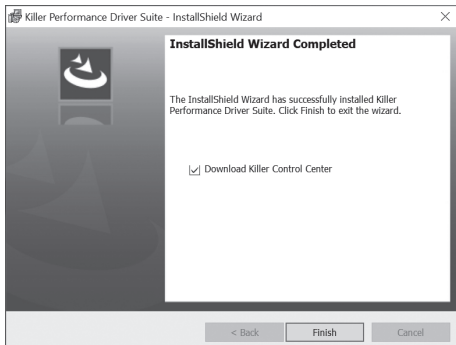 Killer Performance Driver Suite - InstallShield Wizard
InstallShield Wizard Completed
The InstallShield Wizard has successfully installed Killer
Performance Driver Suite. Click Finish to exit the wizard.
Download Killer Control Center
< Back Finish Cancel